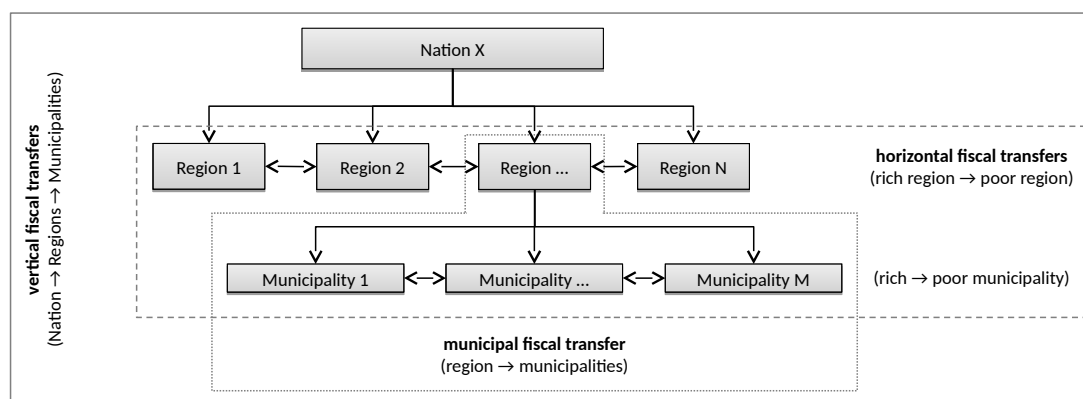 Nation X
vertical fiscal transfers
(Nation → Regions → Municipalities)
Region 1
Region 2
Region ...
Region N
horizontal fiscal transfers
(rich region → poor region)
Municipality 1
Municipality ...
Municipality M
(rich → poor municipality)
municipal fiscal transfer
(region → municipalities)